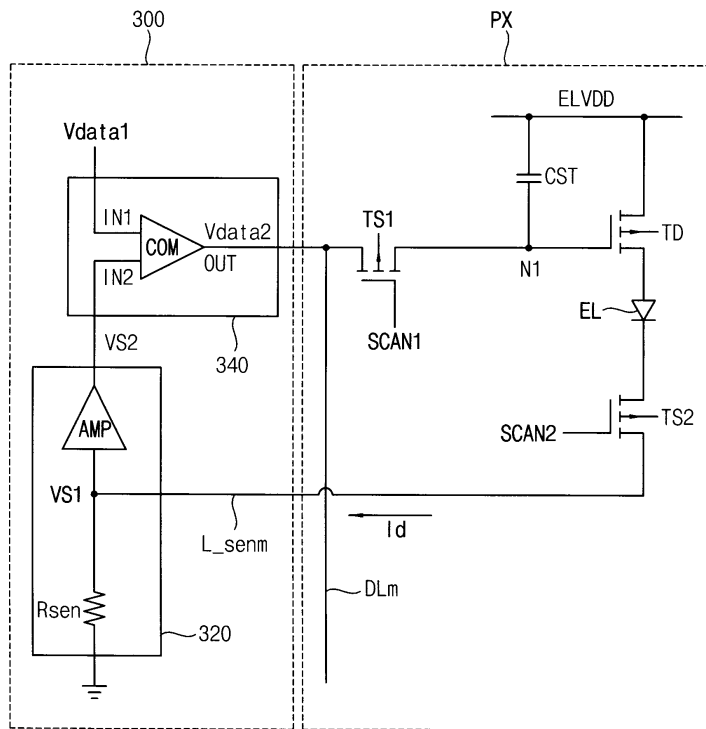 300
PX
ELVDD
Vdata1
CST
TS1
IN1
Vdata2
COM
OUT
TD
IN2
N1
EL
SCAN1
VS2
340
AMP
SCAN2
TS2
VS1
L_senm
Id
DLm
Rsen
320